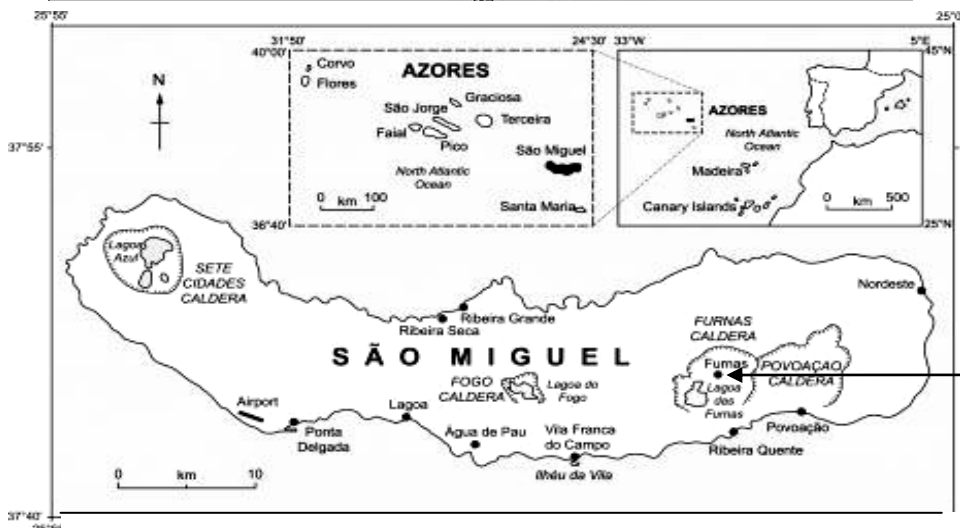 25°55'
25°0
31°50'
24°30'
33°W
5°E
40°00'
45°N
Corvo
Flores
AZORES
Graciosa
São Jorge
Terceira
Faial
Pico
São Miguel
North Atlantic
Ocean
0 km 100
Santa Maria
36°40'
AZORES
North Atlantic
Ocean
Madeira
Canary Islands
0 km 500
25°N
N
37°55'
Lagoa
Azul
SETE
CIDADES
CALDERA
Nordeste
Ribeira Grande
Ribeira Seca
FURNAS
CALDERA
SÃO MIGUEL
Furnas
POVOAÇAO
CALDERA
FOGO
CALDERA
Lagoa do
Fogo
Lagoa
das
Furnas
Airport
Lagoa
Ponta
Delgada
Água de Pau
Vila Franca
do Campo
Povoação
Ribeira Quente
Ilhéu da Vila
0 km 10
37°40'